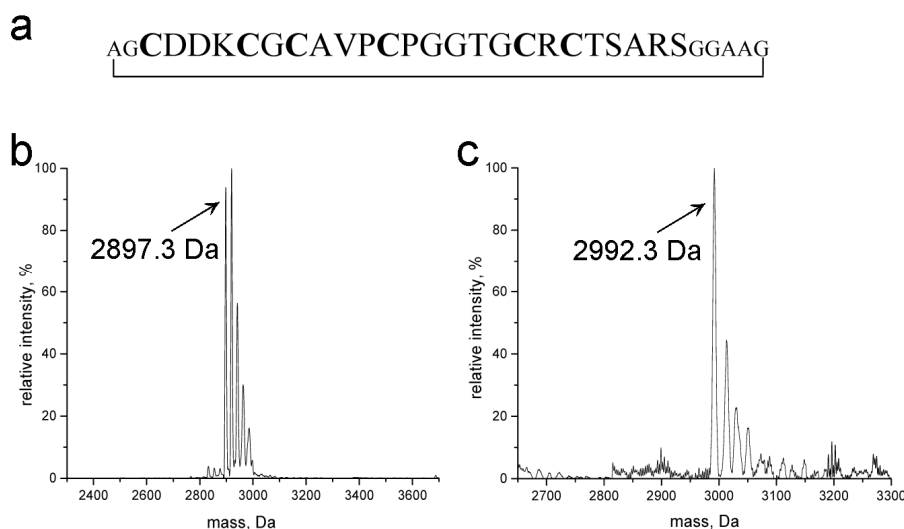 a
AGCDDKCGCAVPCPGGTGCRCTSARSGGAAG
b
c
100
80
60
40
20
0
relative intensity, %
2897.3 Da
2400 2600 2800 3000 3200 3400 3600
mass, Da
100
80
60
40
20
0
relative intensity, %
2992.3 Da
2700 2800 2900 3000 3100 3200 3300
mass, Da